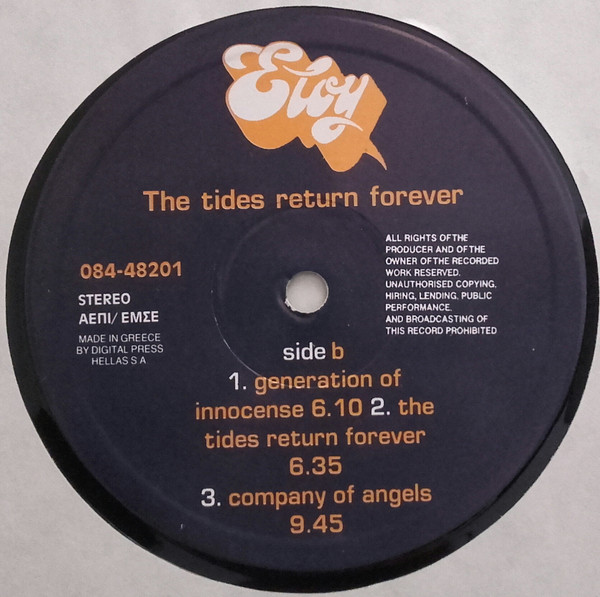 Eloy
The tides return forever
084-48201
STEREO
ΑΕΠΙ/ ΕΜΣΕ
MADE IN GREECE
BY DIGITAL PRESS
HELLAS S A
ALL RIGHTS OF THE
PRODUCER AND OF THE
OWNER OF THE RECORDED
WORK RESERVED.
UNAUTHORISED COPYING,
HIRING, LENDING, PUBLIC
PERFORMANCE.
AND BROADCASTING OF
THIS RECORD PROHIBITED
side b
1. generation of
innocense 6.10 2. the
tides return forever
6.35
3. company of angels
9.45